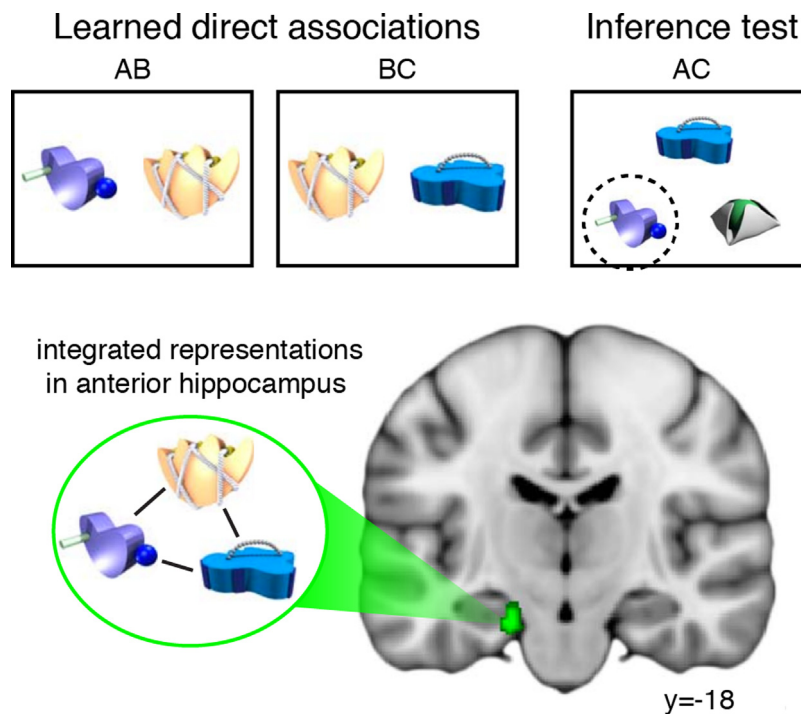 Learned direct associations
Inference test
AB
BC
AC
integrated representations
in anterior hippocampus
y=-18